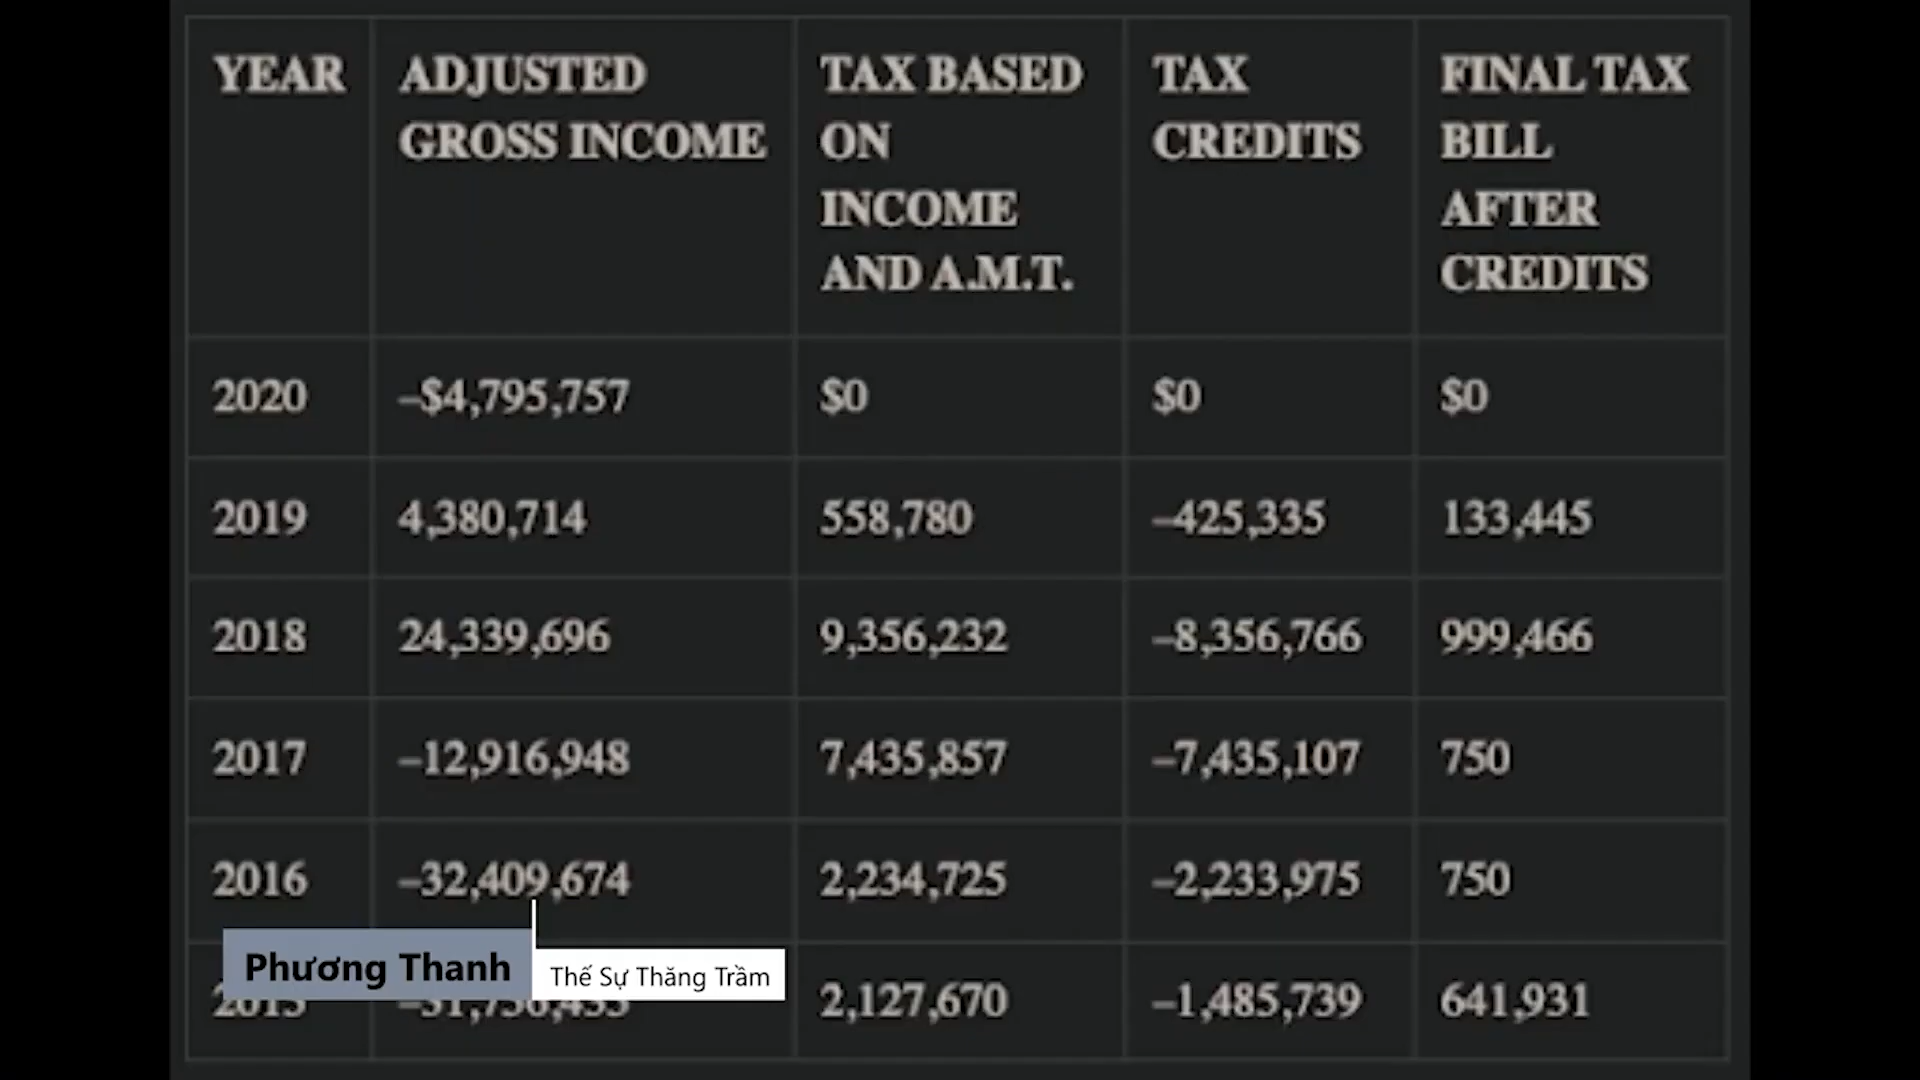 YEAR
ADJUSTED
GROSS INCOME
TAX BASED
ON
INCOME
AND A.M.T.
TAX
CREDITS
FINAL TAX
BILL
AFTER
CREDITS
2020 –$4,795,757 $0 $0 $0
2019 4,380,714 558,780 –425,335 133,445
2018 24,339,696 9,356,232 –8,356,766 999,466
2017 –12,916,948 7,435,857 –7,435,107 750
2016 –32,409,674 2,234,725 –2,233,975 750
2,127,670 –1,485,739 641,931
Phương Thanh
Thế Sự Thăng Trầm